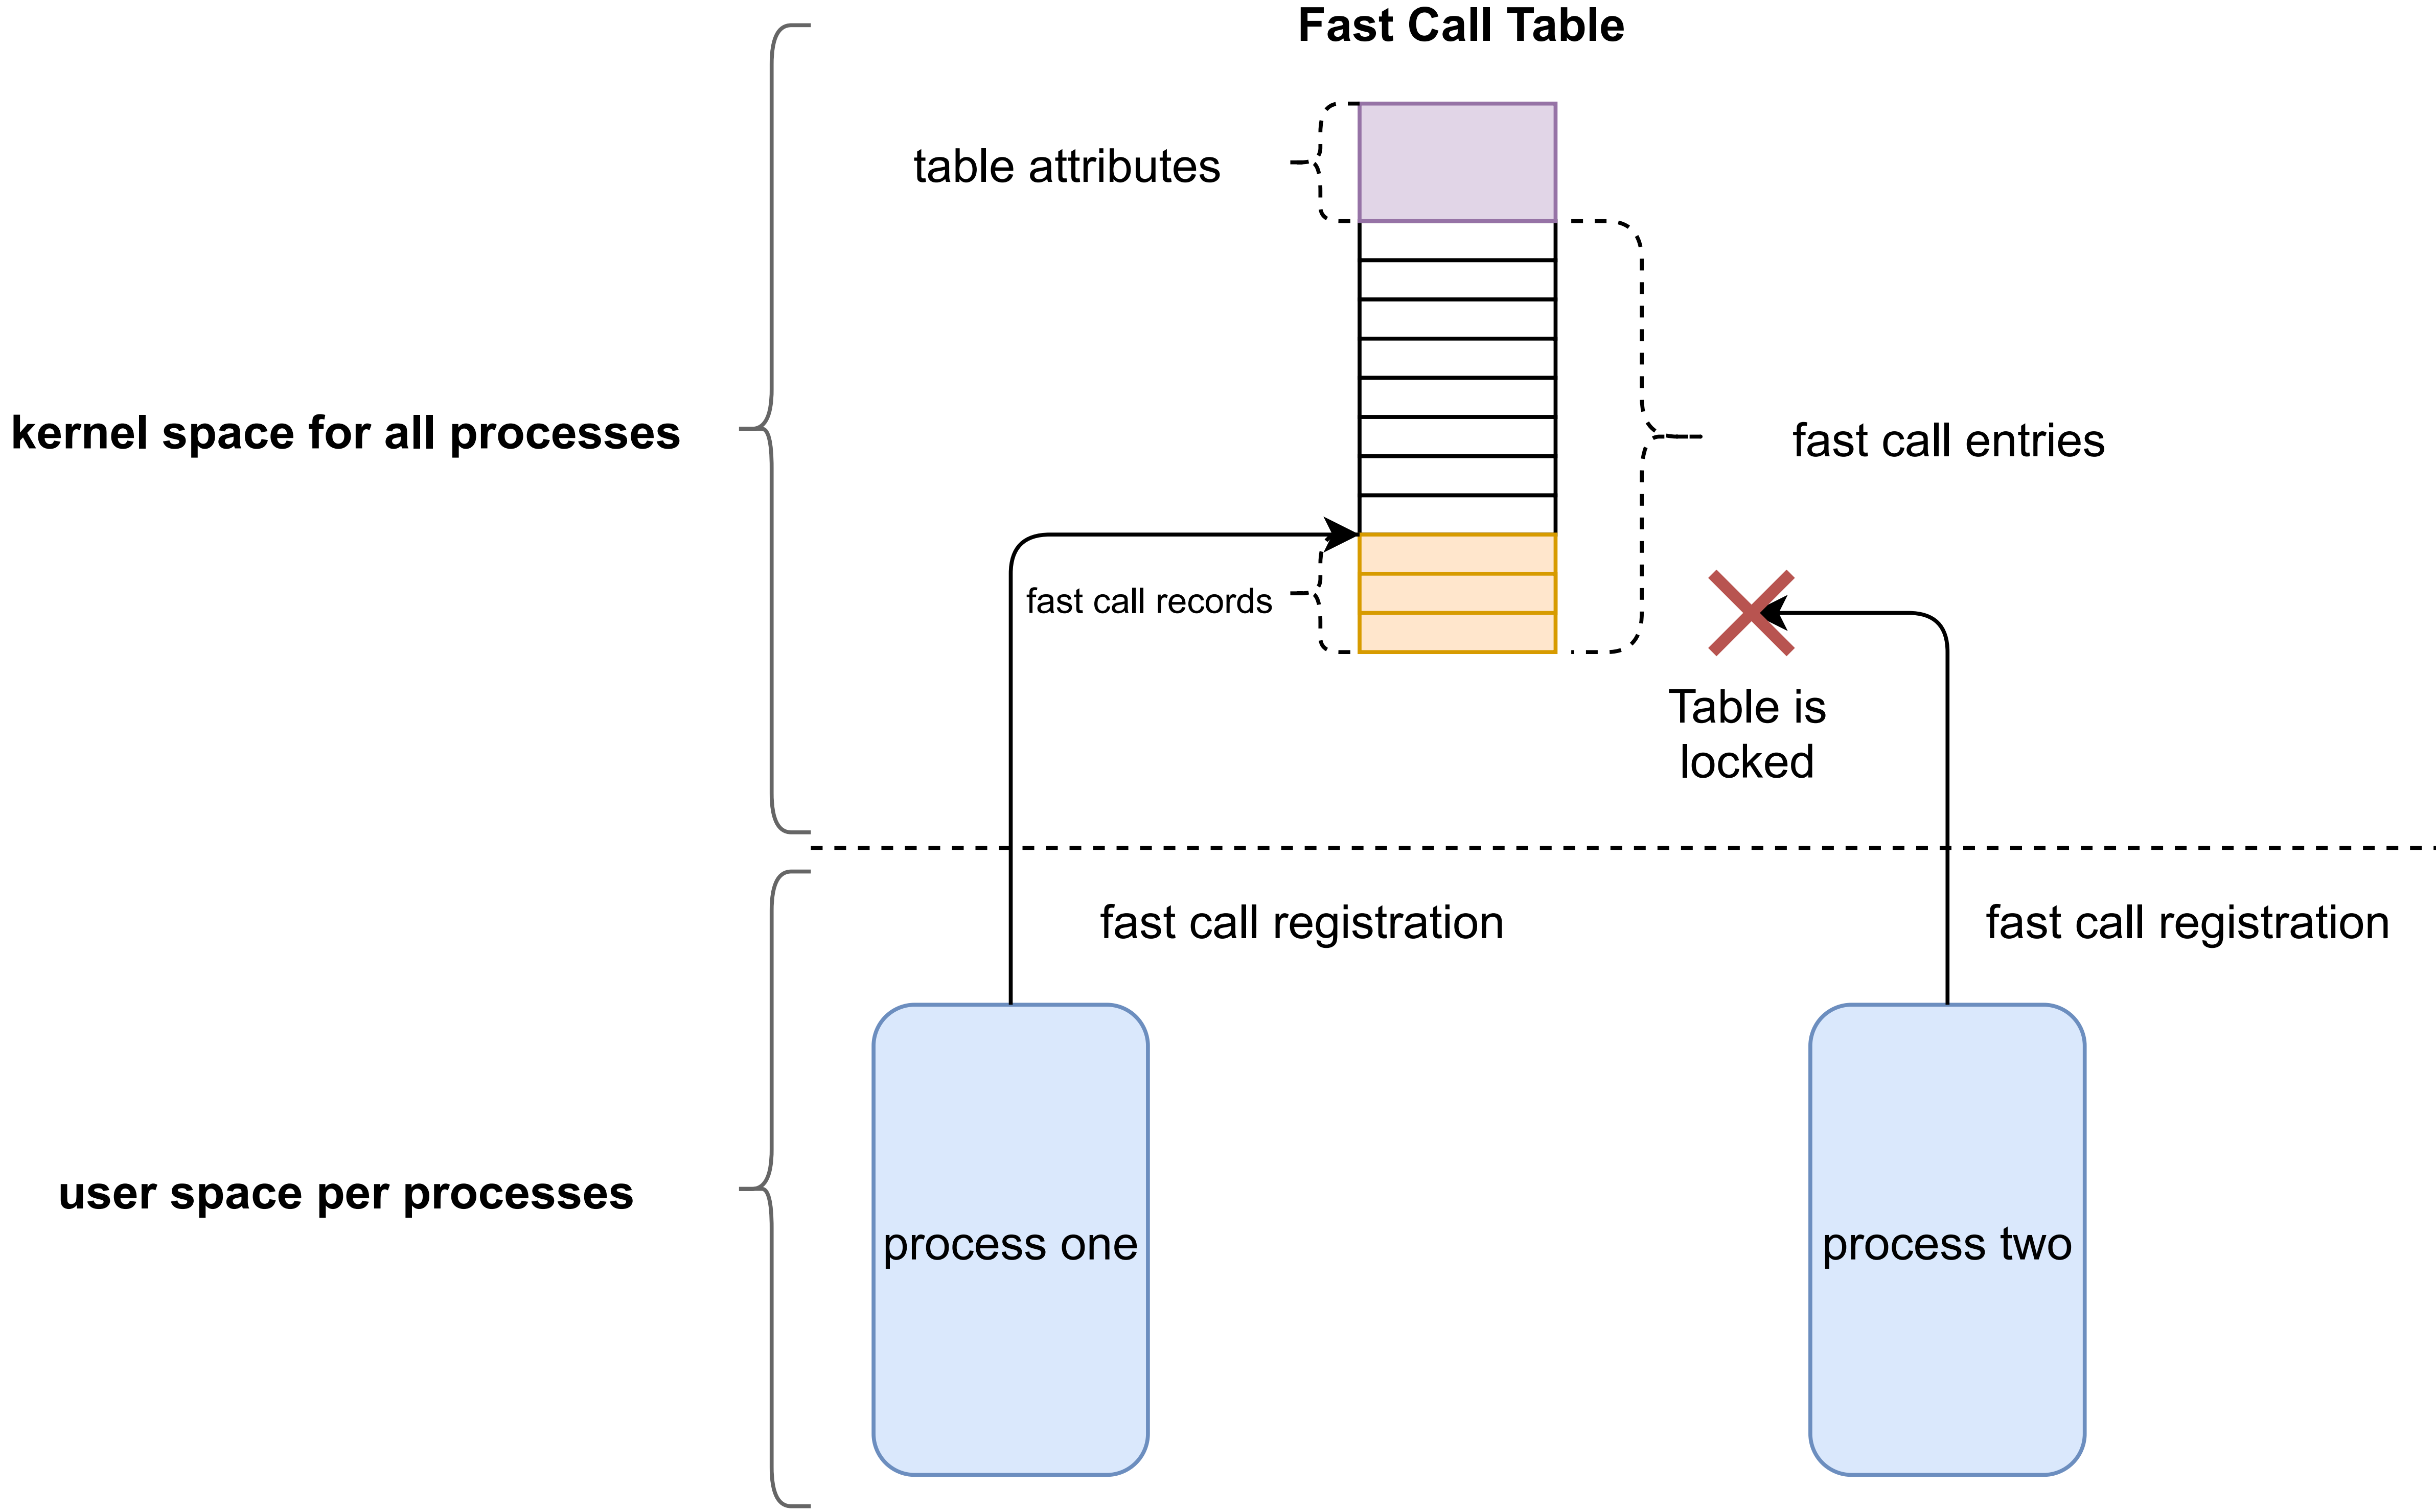 Fast Call Table
table attributes
kernel space for all processes
fast call entries
fast call records
Table is
locked
fast call registration
fast call registration
user space per processes
process one
process two